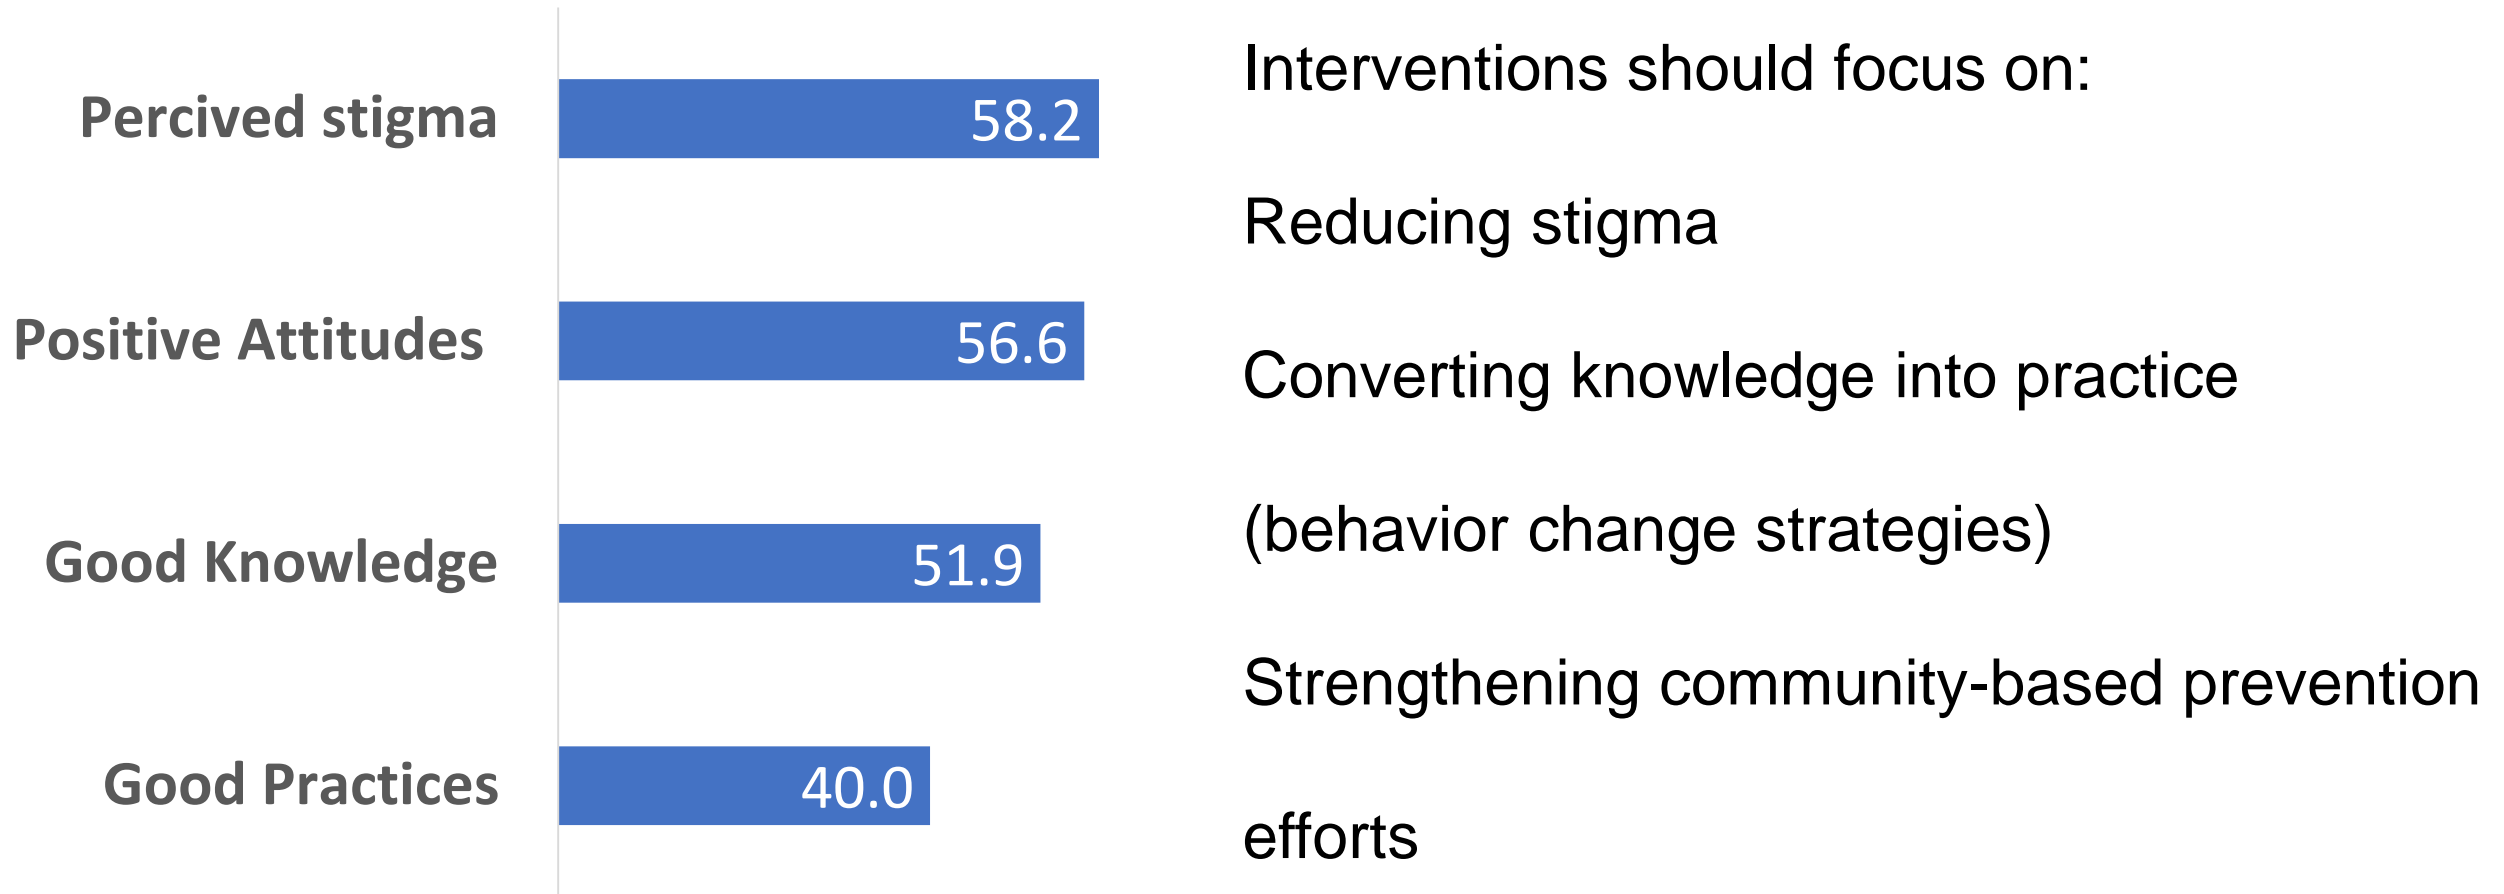 Percived stigma
58.2
Positive Attitudes
56.6
Good Knowledge
51.9
Good Practices
40.0
Interventions should focus on:
Reducing stigma
Converting knowledge into practice
(behavior change strategies)
Strengthening community-based prevention
efforts